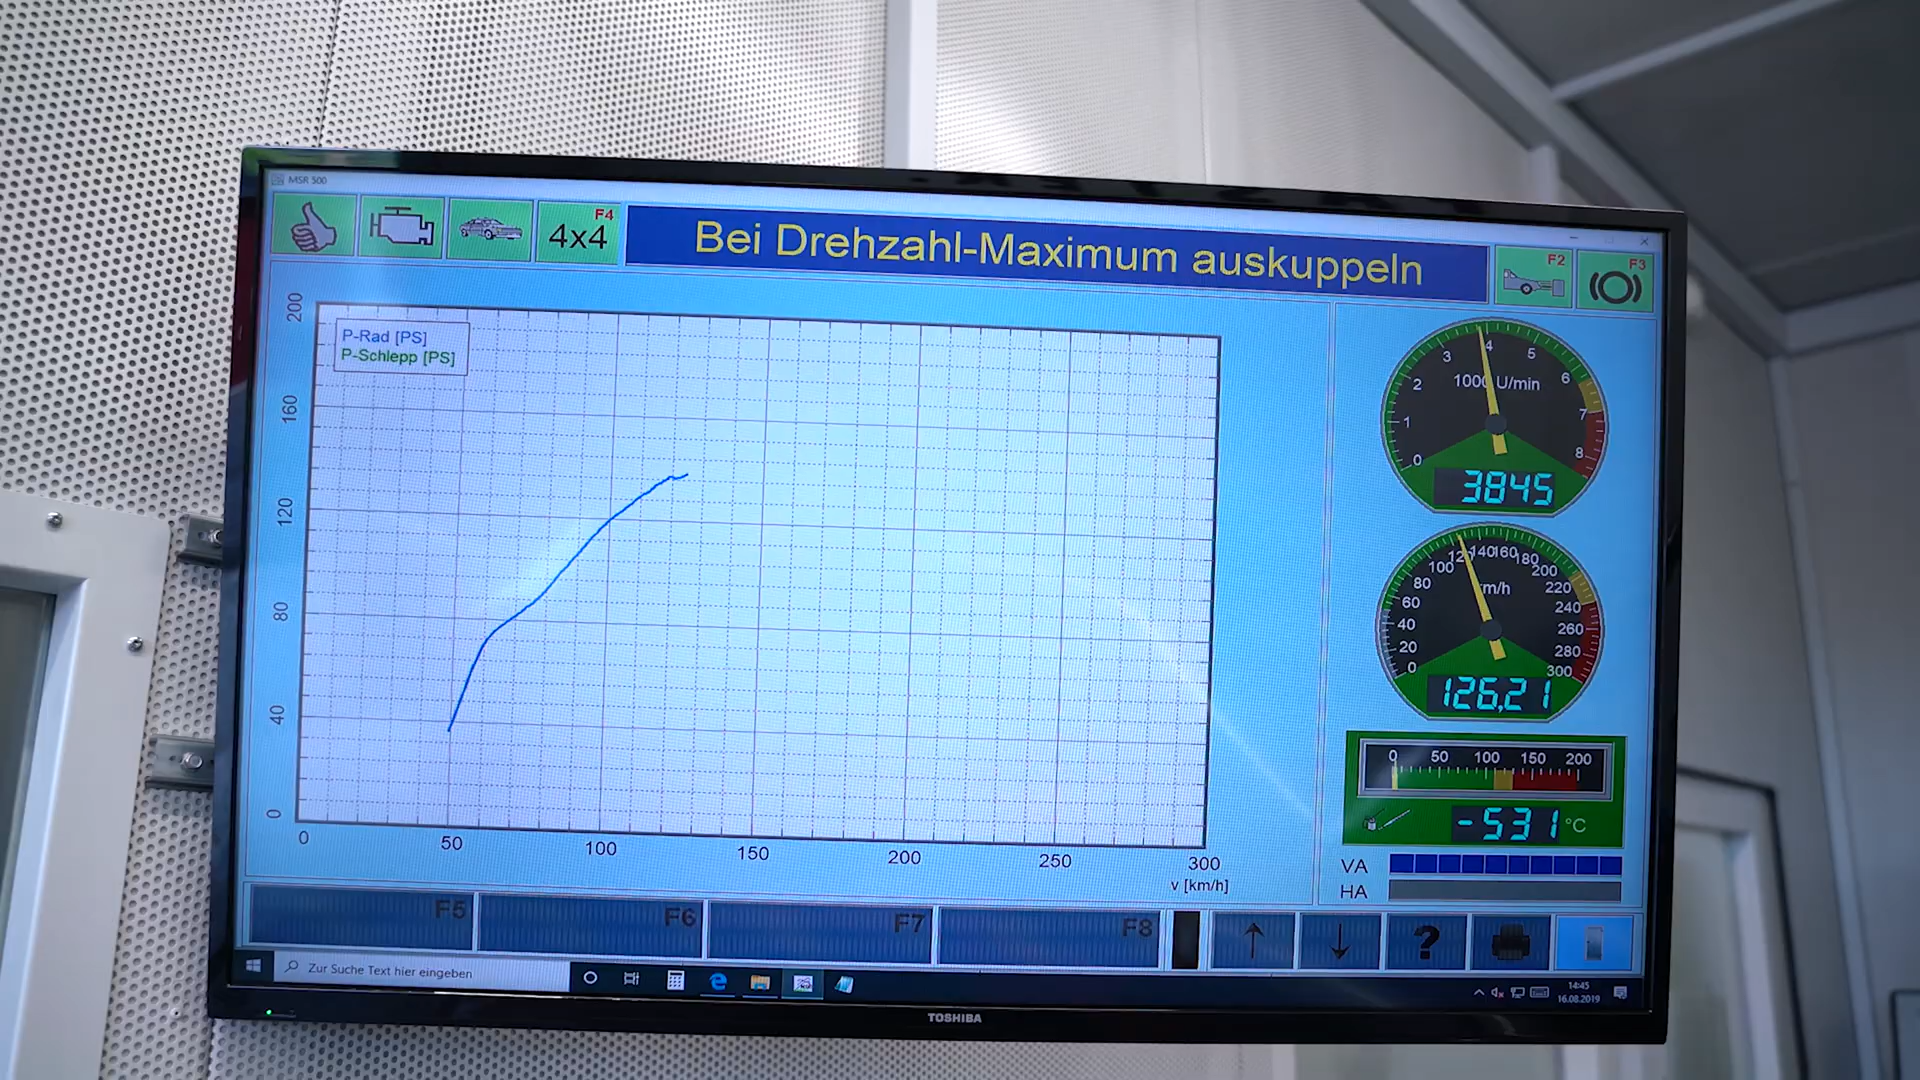 MSR 500
F4
4x4
Bei Drehzahl-Maximum auskuppeln
F2
F3
P-Rad [PS]
P-Schlepp [PS]
200
160
120
80
40
0
0 50 100 150 200 250 300
v [km/h]
0 1 2 3 4 5 6 7 8
1000 U/min
3845
0 20 40 60 80 100 120 140 160 180 200 220 240 260 280 300
km/h
126,21
0 50 100 150 200
-531 °C
VA
HA
F5 F6 F7 F8 ?
Zur Suche Text hier eingeben
14:45
16.08.2019
TOSHIBA